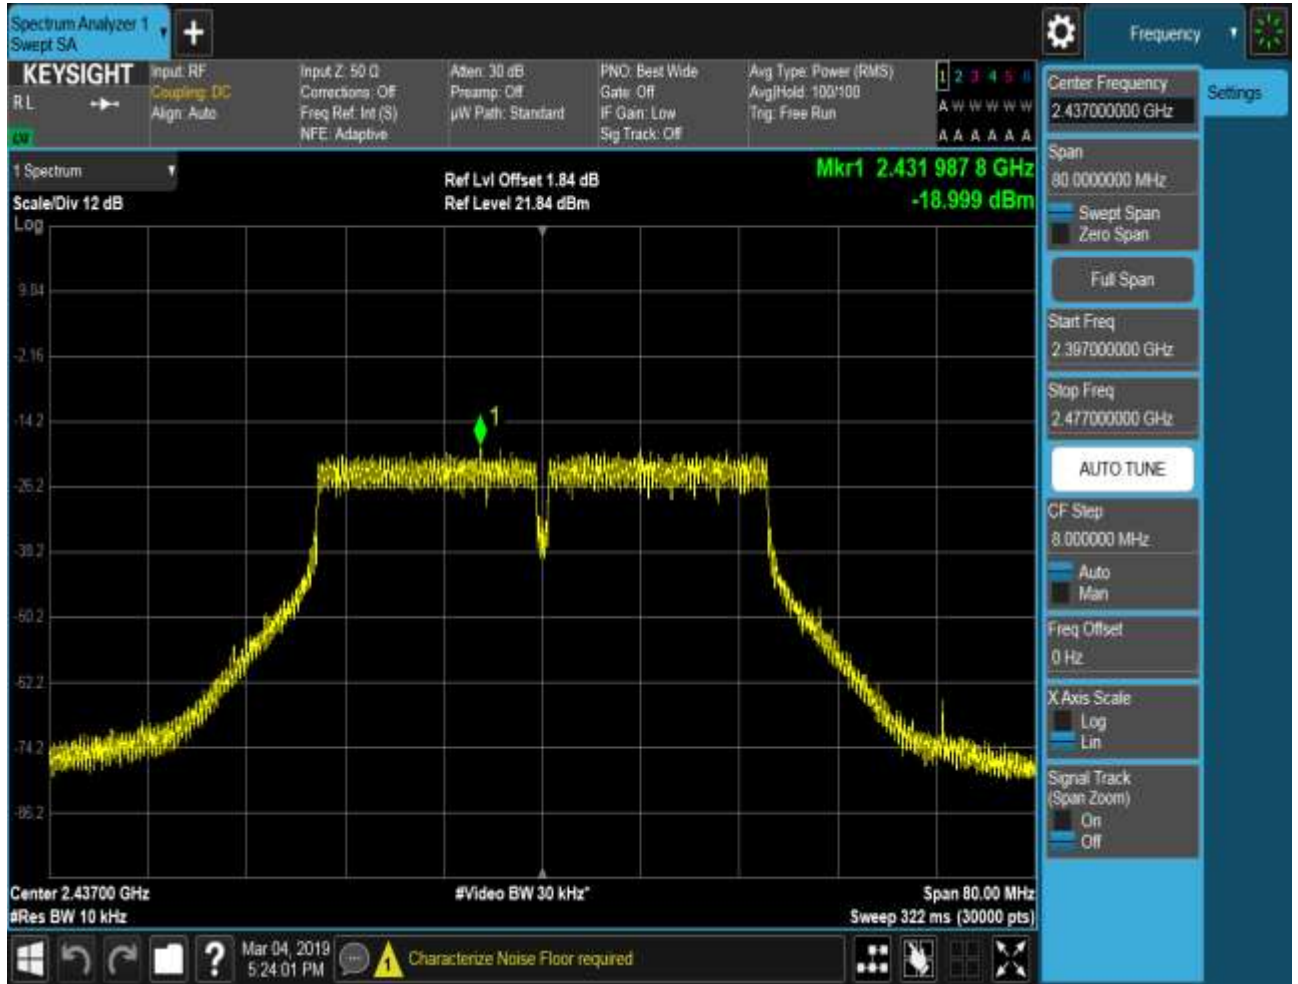 Spectrum Analyzer 1
Swept SA
+
Frequency
KEYSIGHT
RL
Input: RF
Coupling: DC
Align: Auto
Input Z: 50 Ω
Corrections: Off
Freq Ref: Int (S)
NFE: Adaptive
Atten: 30 dB
Preamp: Off
µW Path: Standard
PNO: Best Wide
Gate: Off
IF Gain: Low
Sig Track: Off
Avg Type: Power (RMS)
Avg|Hold: 100/100
Trig: Free Run
1 2 3 4 5 6
A W W W W W
A A A A A A
1 Spectrum
Scale/Div 12 dB
Log
Ref Lvl Offset 1.84 dB
Ref Level 21.84 dBm
Mkr1 2.431 987 8 GHz
-18.999 dBm
9.84
-2.16
-14.2
-26.2
-38.2
-50.2
-62.2
-74.2
-86.2
1
Center 2.43700 GHz
#Res BW 10 kHz
#Video BW 30 kHz*
Span 80.00 MHz
Sweep 322 ms (30000 pts)
Center Frequency
2.437000000 GHz
Settings
Span
80.0000000 MHz
Swept Span
Zero Span
Full Span
Start Freq
2.397000000 GHz
Stop Freq
2.477000000 GHz
AUTO TUNE
CF Step
8.000000 MHz
Auto
Man
Freq Offset
0 Hz
X Axis Scale
Log
Lin
Signal Track
(Span Zoom)
On
Off
?
Mar 04, 2019
5:24:01 PM
1
Characterize Noise Floor required